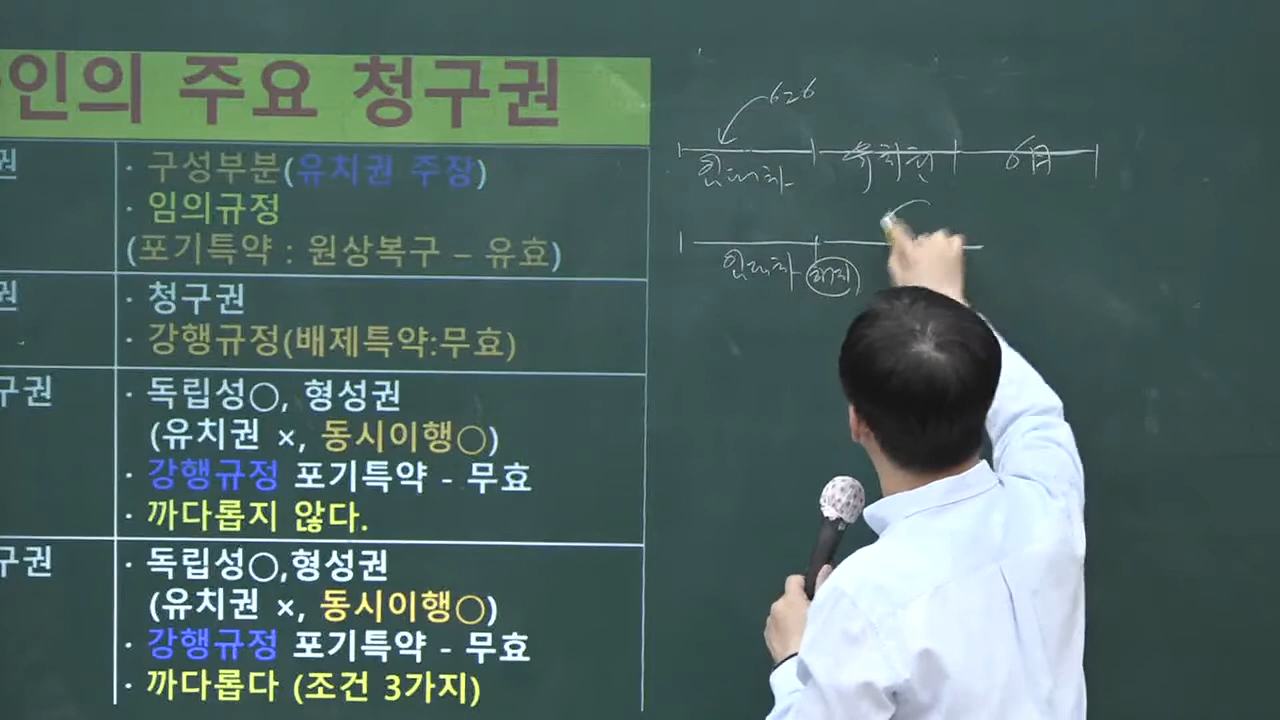 인의 주요 청구권
권
· 구성부분(유치권 주장)
· 임의규정
(포기특약 : 원상복구 – 유효)
권
· 청구권
· 강행규정(배제특약:무효)
구권
· 독립성○, 형성권
(유치권 ×, 동시이행○)
· 강행규정 포기특약 - 무효
· 까다롭지 않다.
구권
· 독립성○,형성권
(유치권 ×, 동시이행○)
· 강행규정 포기특약 - 무효
· 까다롭다 (조건 3가지)
626
임대차 유치권 6月
임대차 해지